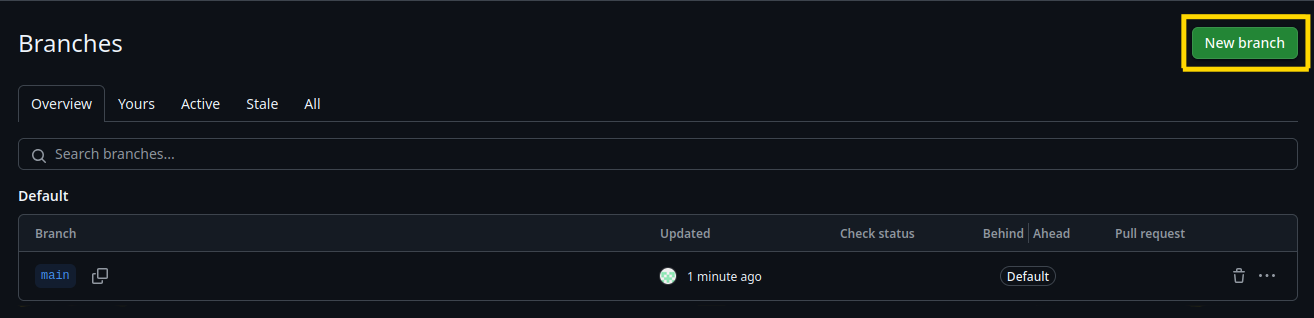 Branches
New branch
Overview Yours Active Stale All
Search branches...
Default
Branch Updated Check status Behind Ahead Pull request
main 1 minute ago Default